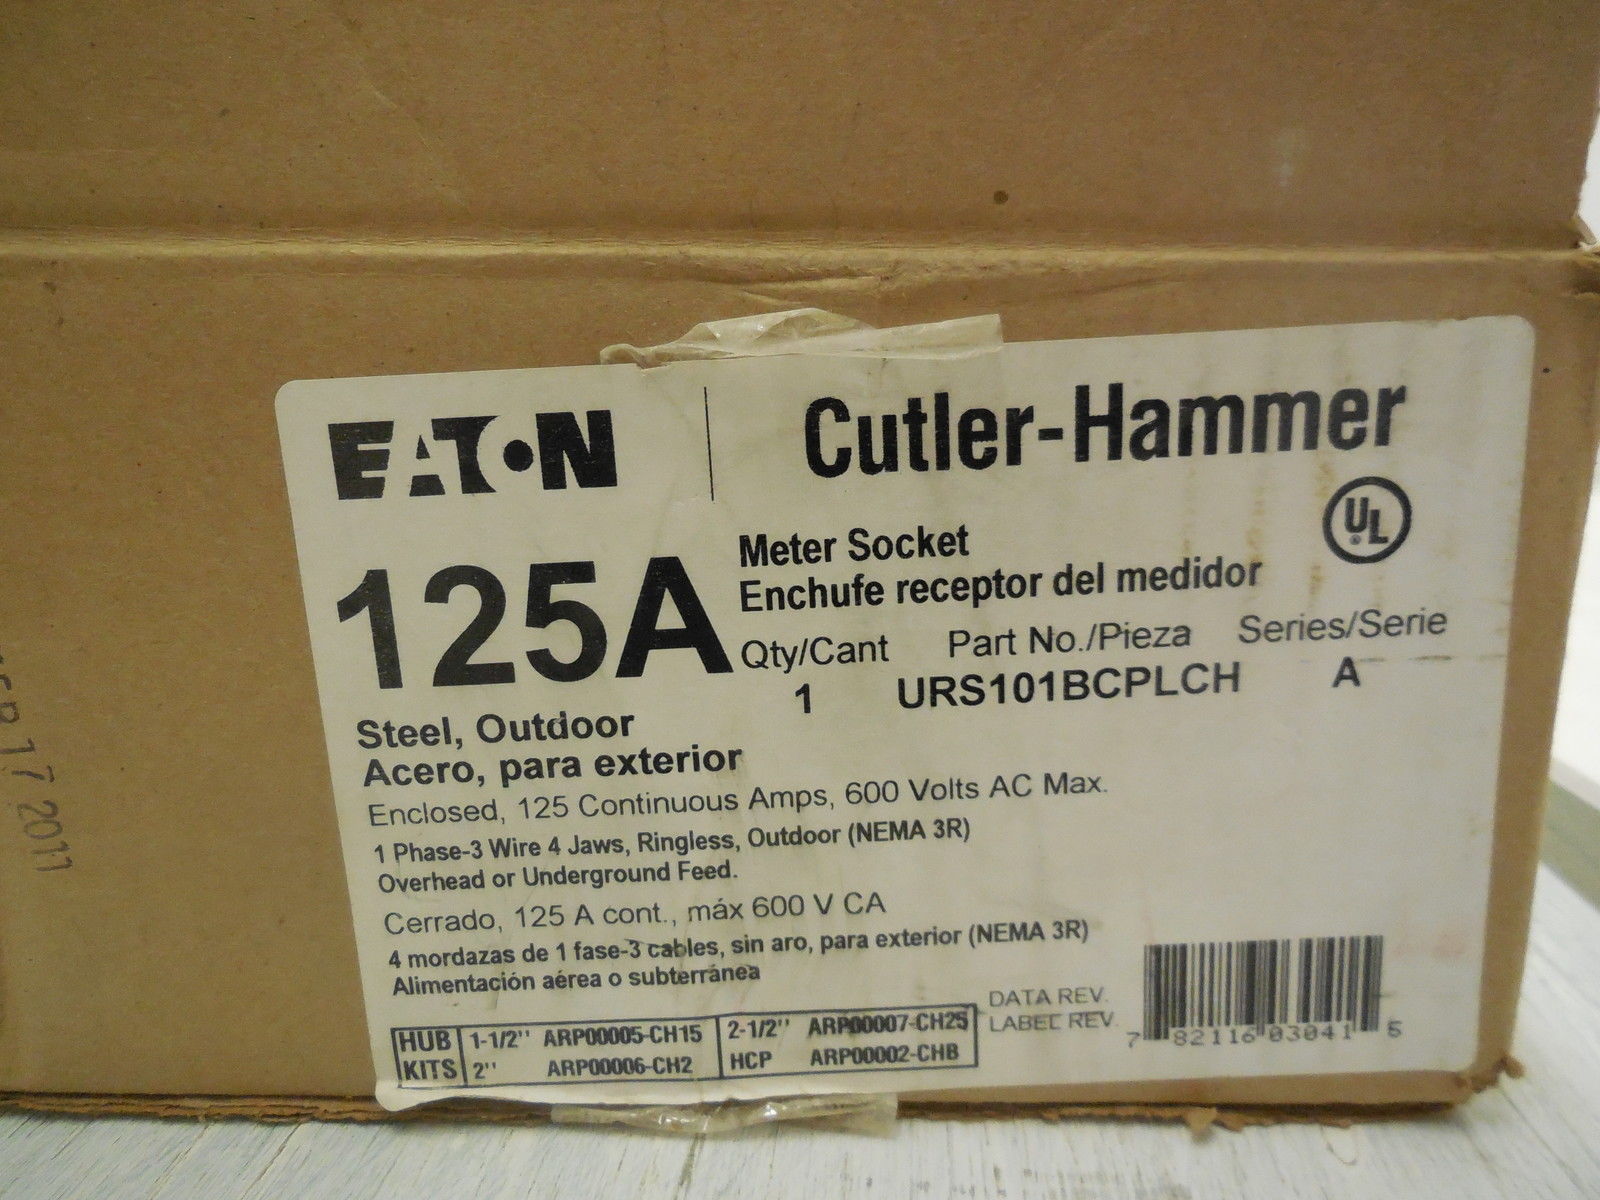 EATON Cutler-Hammer
UL
125A
Meter Socket
Enchufe receptor del medidor
Qty/Cant Part No./Pieza Series/Serie
1 URS101BCPLCH A
Steel, Outdoor
Acero, para exterior
Enclosed, 125 Continuous Amps, 600 Volts AC Max.
1 Phase-3 Wire 4 Jaws, Ringless, Outdoor (NEMA 3R)
Overhead or Underground Feed.
Cerrado, 125 A cont., máx 600 V CA
4 mordazas de 1 fase-3 cables, sin aro, para exterior (NEMA 3R)
Alimentación aérea o subterránea
HUB KITS
1-1/2'' ARP00005-CH15
2'' ARP00006-CH2
2-1/2'' ARP00007-CH25
HCP ARP00002-CHB
DATA REV.
LABEL REV.
7 82116 03041 5
17 2011